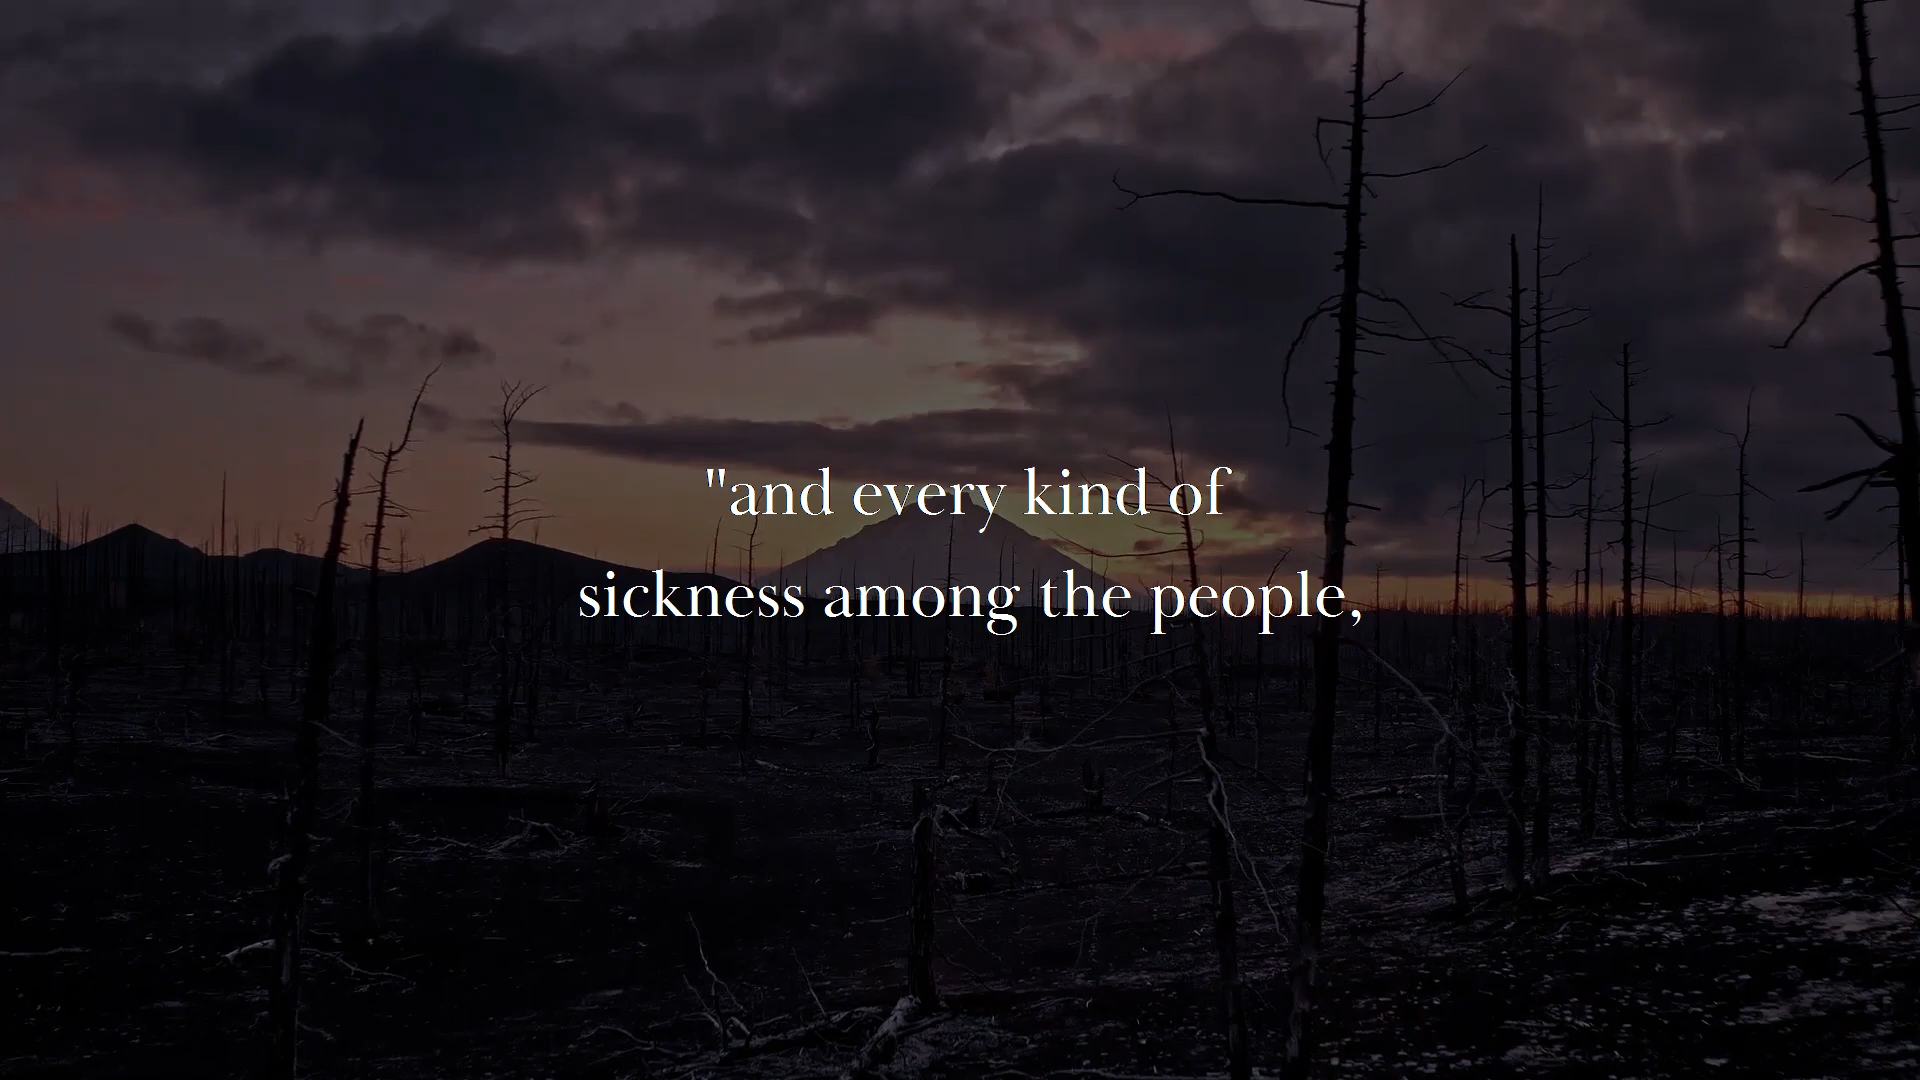 "and every kind of
sickness among the people,